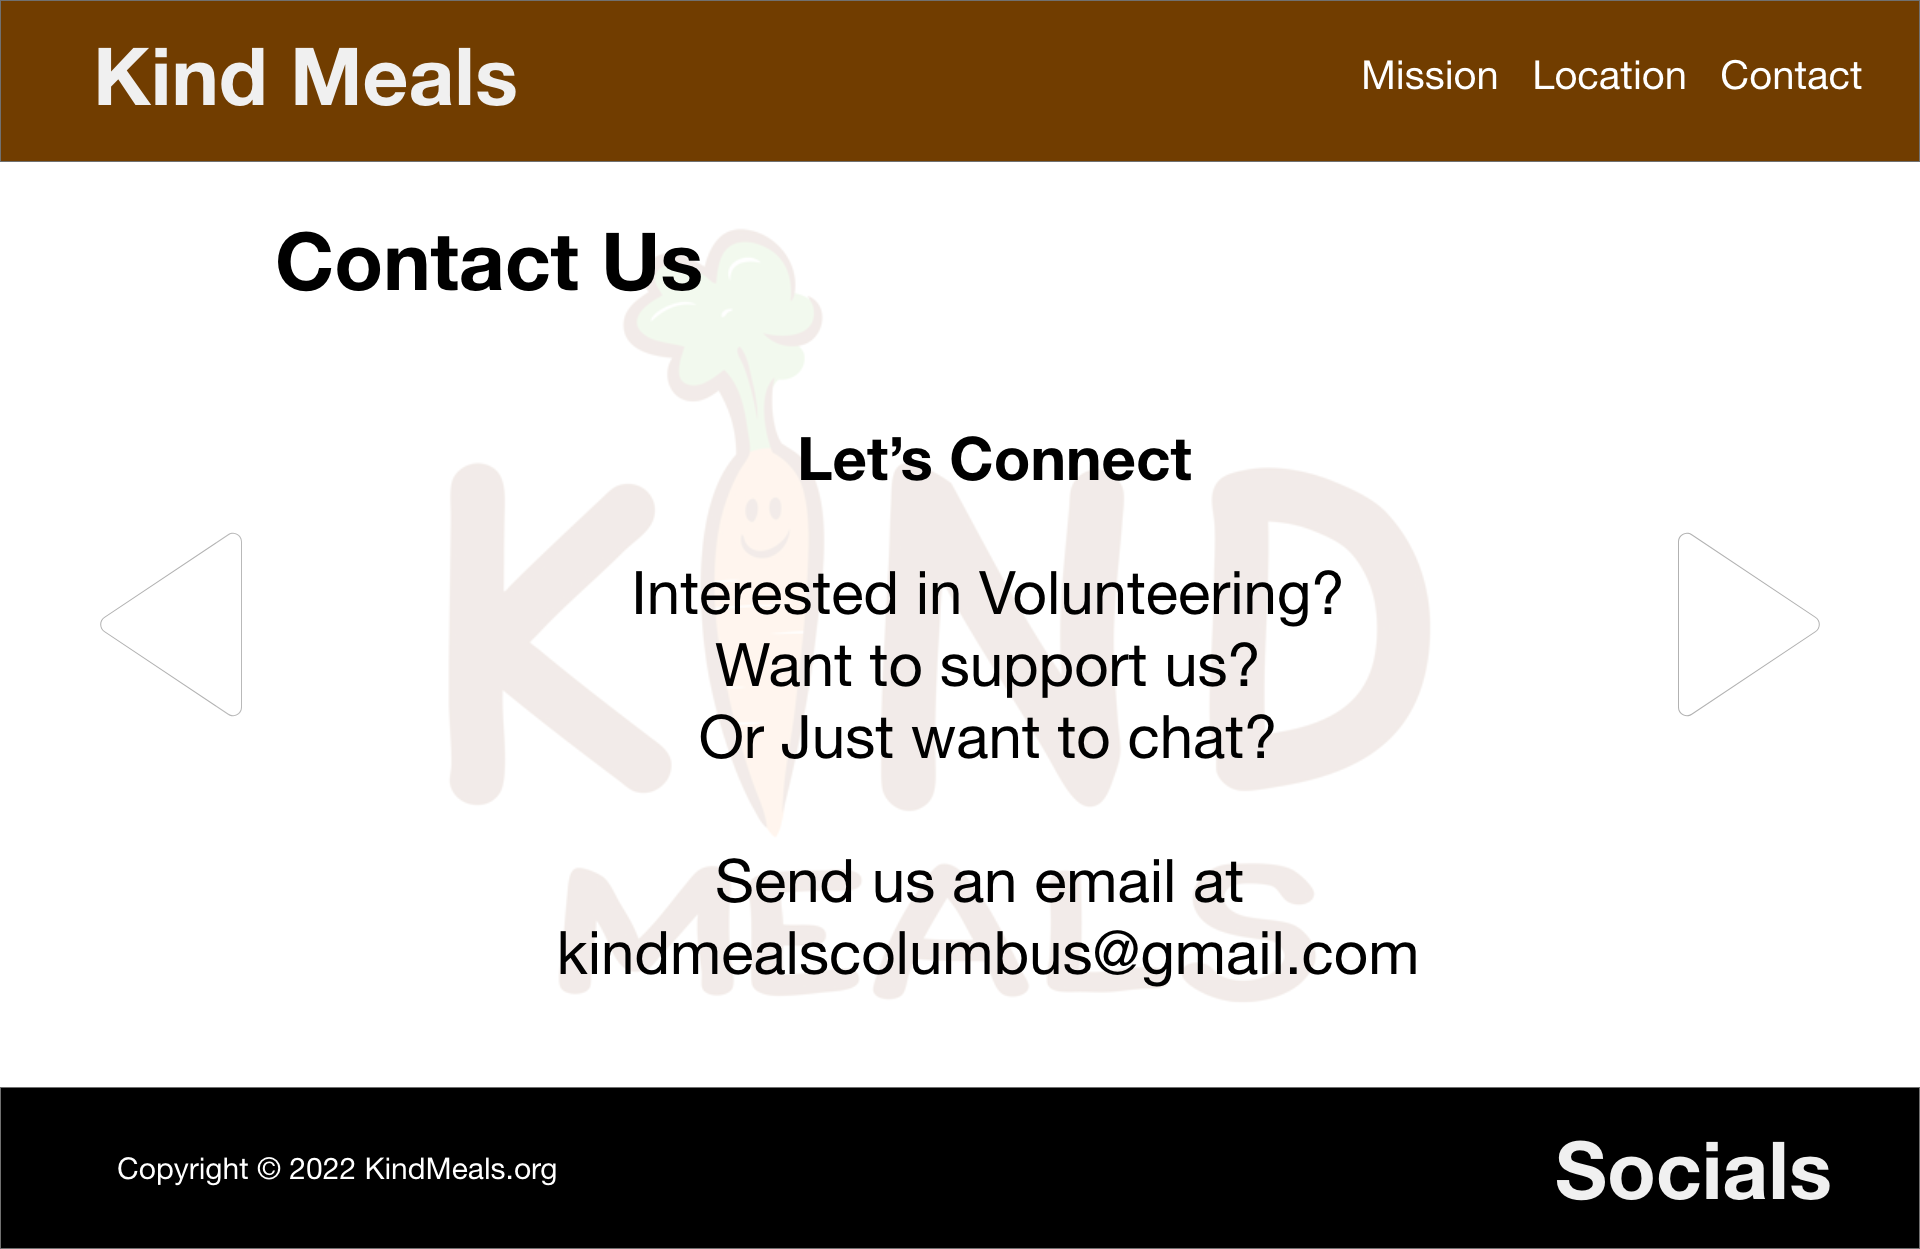 Kind Meals
Mission Location Contact
Contact Us
Let’s Connect
Interested in Volunteering?
Want to support us?
Or Just want to chat?
Send us an email at
kindmealscolumbus@gmail.com
KIND
MEALS
Copyright © 2022 KindMeals.org
Socials